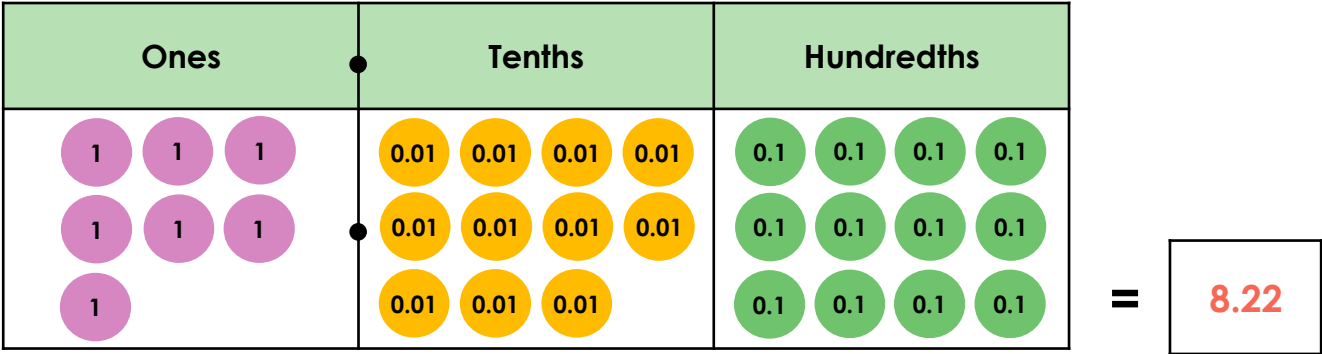 Ones Tenths Hundredths
1 1 1 0.01 0.01 0.01 0.01 0.1 0.1 0.1 0.1
1 1 1 0.01 0.01 0.01 0.01 0.1 0.1 0.1 0.1
1 0.01 0.01 0.01 0.1 0.1 0.1 0.1 = 8.22